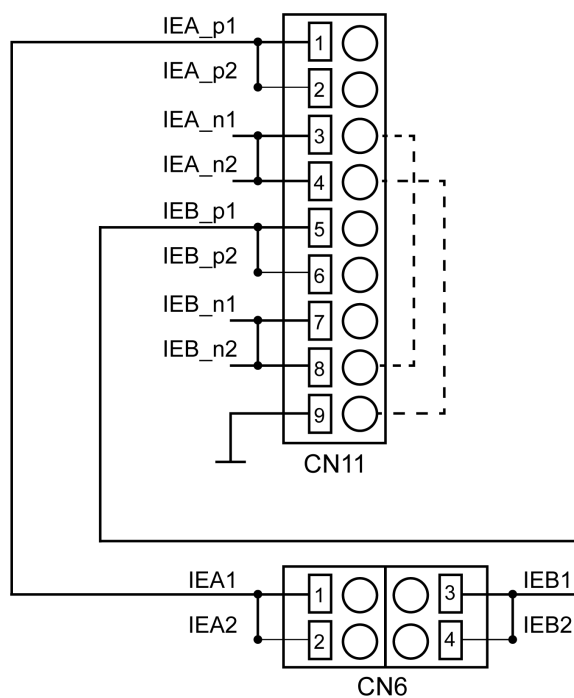 IEA_p1 1
IEA_p2 2
IEA_n1 3
IEA_n2 4
IEB_p1 5
IEB_p2 6
IEB_n1 7
IEB_n2 8
9
CN11
IEA1 1 3 IEB1
IEA2 2 4 IEB2
CN6